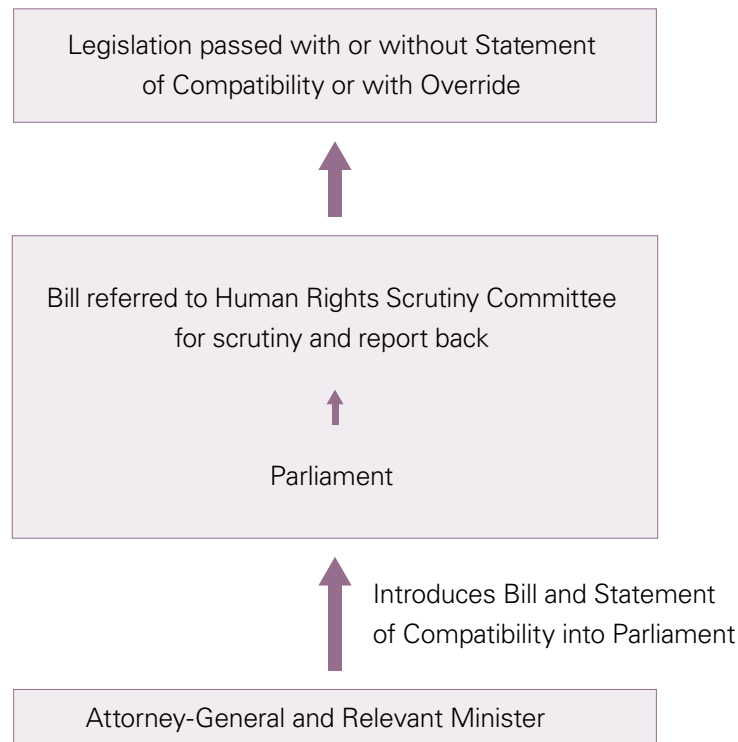 Legislation passed with or without Statement
of Compatibility or with Override
Bill referred to Human Rights Scrutiny Committee
for scrutiny and report back
Parliament
Introduces Bill and Statement
of Compatibility into Parliament
Attorney-General and Relevant Minister